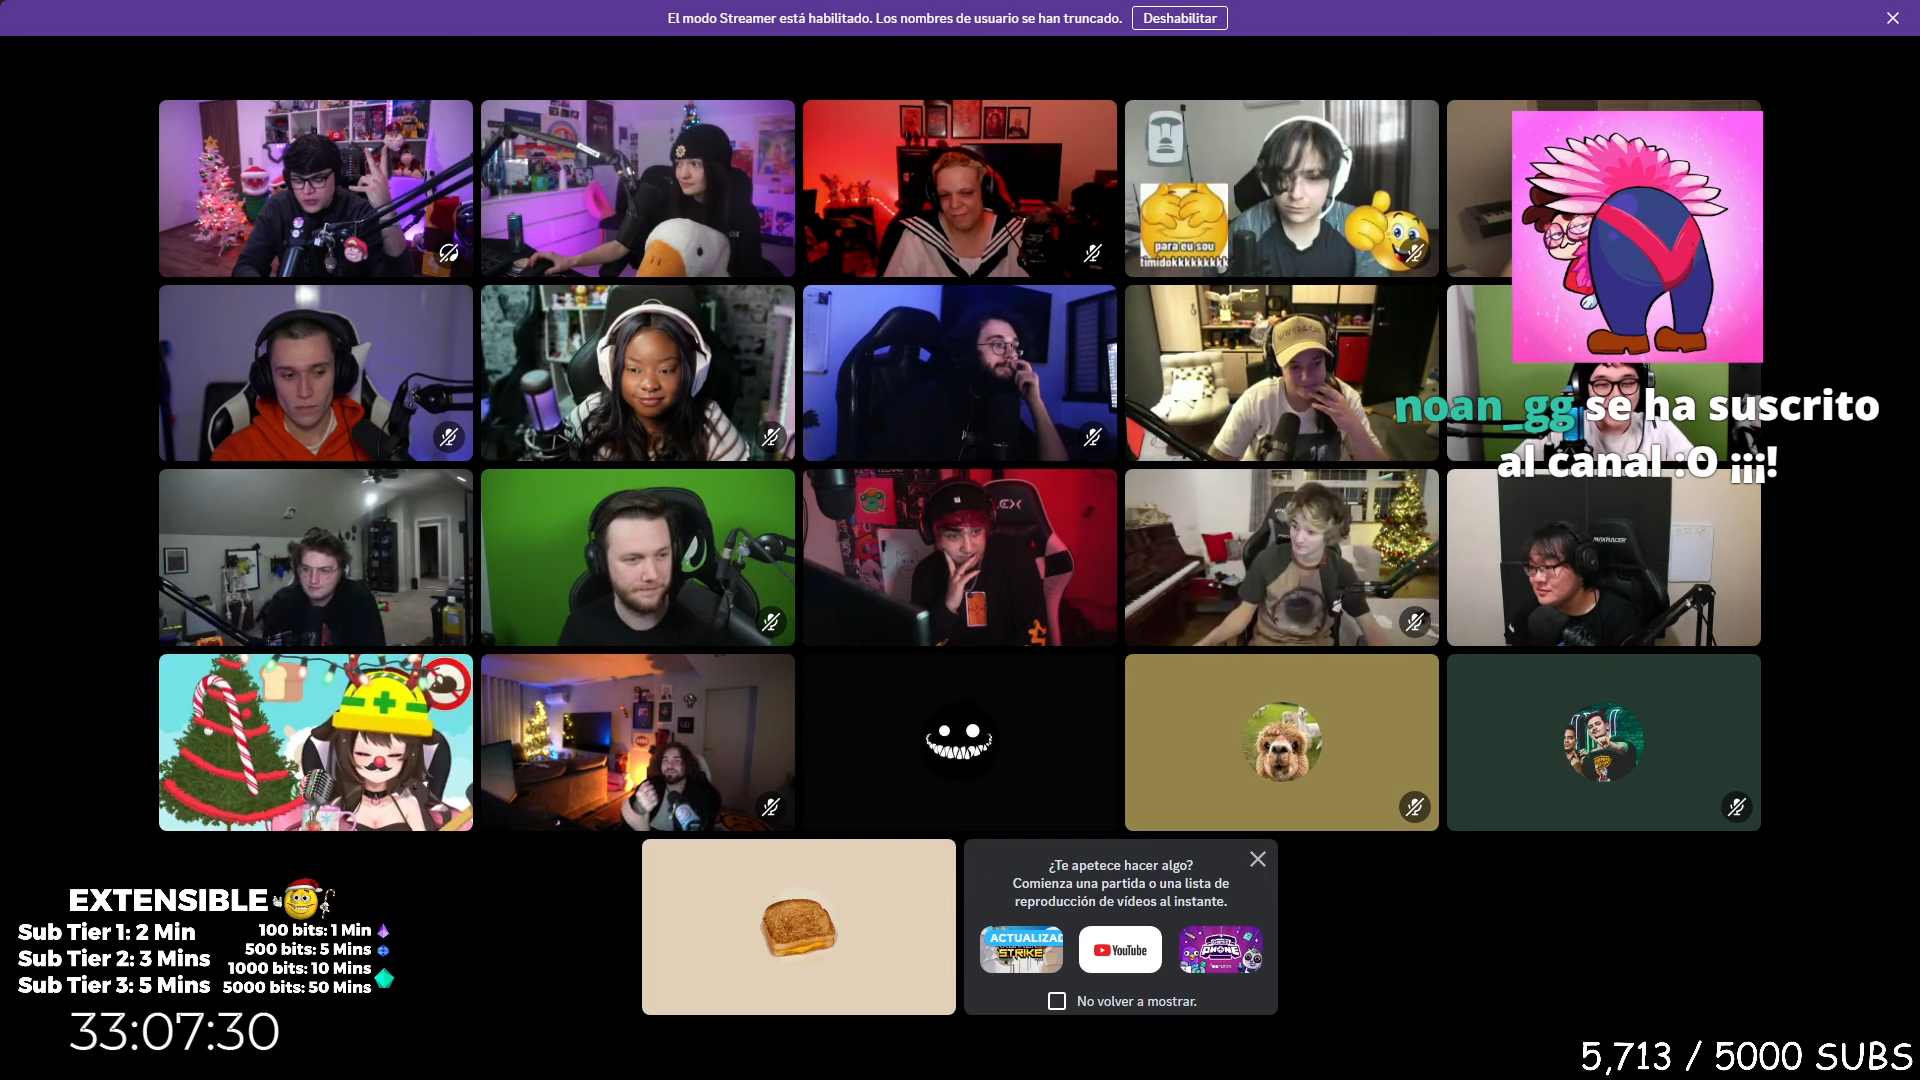 El modo Streamer está habilitado. Los nombres de usuario se han truncado.
Deshabilitar
para eu sou
timidokkkkkkkkk
noan_gg se ha suscrito
al canal :O ¡¡¡!
MAXRACER
EXTENSIBLE
Sub Tier 1: 2 Min
Sub Tier 2: 3 Mins
Sub Tier 3: 5 Mins
100 bits: 1 Min
500 bits: 5 Mins
1000 bits: 10 Mins
5000 bits: 50 Mins
33:07:30
¿Te apetece hacer algo?
Comienza una partida o una lista de
reproducción de vídeos al instante.
ACTUALIZAD
STRIKE
YouTube
PHONE
No volver a mostrar.
5,713 / 5000 SUBS